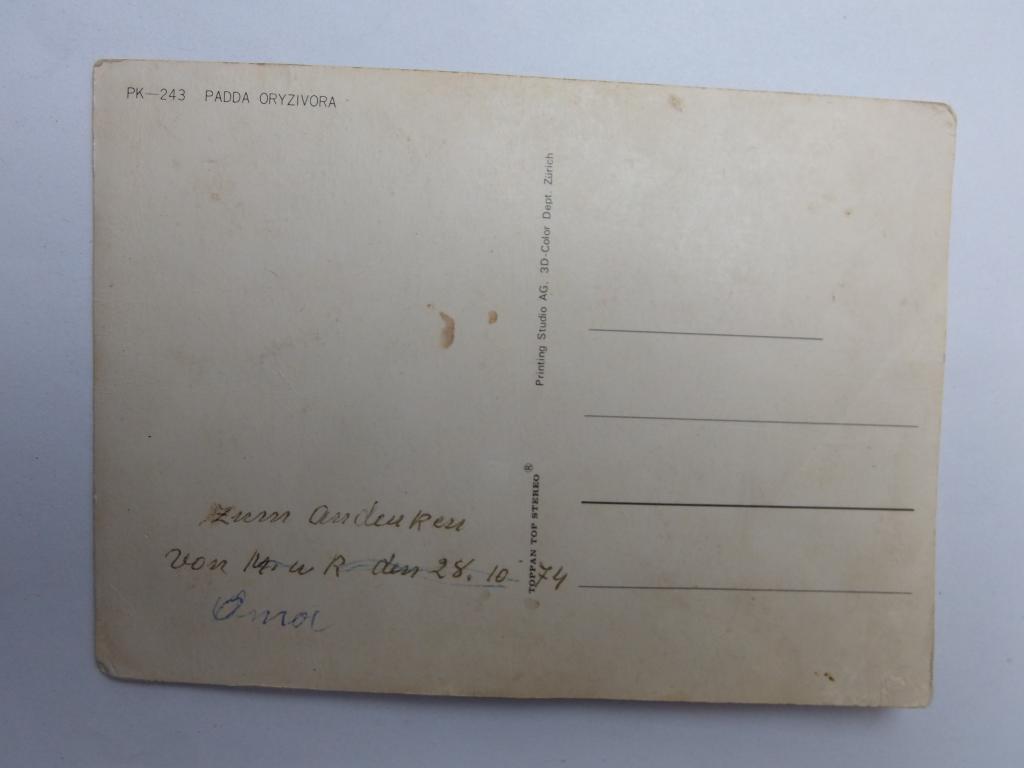 PK—243 PADDA ORYZIVORA
Zum Andenken
von M u R den 28. 10 74
Oma
TOPPAN TOP STEREO® Printing Studio AG. 3D-Color Dept. Zürich